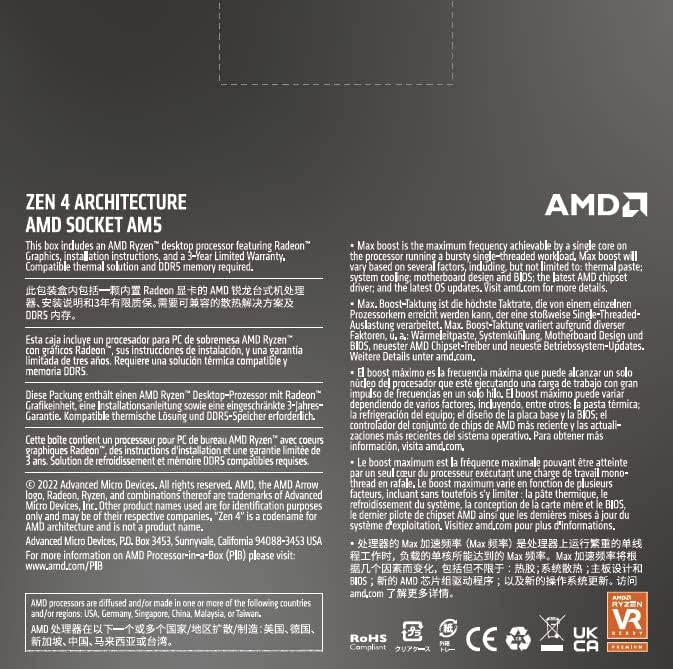 ZEN 4 ARCHITECTURE
AMD SOCKET AM5
This box includes an AMD Ryzen™ desktop processor featuring Radeon™
Graphics, installation instructions, and a 3-Year Limited Warranty.
Compatible thermal solution and DDR5 memory required.
此包装盒内包括一颗内置 Radeon 显卡的 AMD 锐龙台式机处理
器、安装说明和3年有限质保。需要可兼容的散热解决方案及
DDR5 内存。
Esta caja incluye un procesador para PC de sobremesa AMD Ryzen™
con gráficos Radeon™, sus instrucciones de instalación, y una garantía
limitada de tres años. Requiere una solución térmica compatible y
memoria DDR5.
Diese Packung enthält einen AMD Ryzen™ Desktop-Prozessor mit Radeon™
Grafikeinheit, eine Installationsanleitung sowie eine eingeschränkte 3-Jahres-
Garantie. Kompatible thermische Lösung und DDR5-Speicher erforderlich.
Cette boîte contient un processeur pour PC de bureau AMD Ryzen™ avec coeurs
graphiques Radeon™, des instructions d'installation et une garantie limitée de
3 ans. Solution de refroidissement et mémoire DDR5 compatibles requises.
© 2022 Advanced Micro Devices. All rights reserved. AMD, the AMD Arrow
logo, Radeon, Ryzen, and combinations thereof are trademarks of Advanced
Micro Devices, Inc. Other product names used are for identification purposes
only and may be of their respective companies. "Zen 4" is a codename for
AMD architecture and is not a product name.
Advanced Micro Devices, P.O. Box 3453, Sunnyvale, California 94088-3453 USA
For more information on AMD Processor-in-a-Box (PIB) please visit:
www.amd.com/PIB
AMD processors are diffused and/or made in one or more of the following countries
and/or regions: USA, Germany, Singapore, China, Malaysia, or Taiwan.
AMD 处理器在以下一个或多个国家/地区扩散/制造：美国、德国、
新加坡、中国、马来西亚或台湾。
AMD
• Max boost is the maximum frequency achievable by a single core on
the processor running a bursty single-threaded workload. Max boost will
vary based on several factors, including, but not limited to: thermal paste;
system cooling; motherboard design and BIOS; the latest AMD chipset
driver; and the latest OS updates. Visit amd.com for more details.
• Max. Boost-Taktung ist die höchste Taktrate, die von einem einzelnen
Prozessorkern erreicht werden kann, der eine stoßweise Single-Threaded-
Auslastung verarbeitet. Max. Boost-Taktung variiert aufgrund diverser
Faktoren, u. a.: Wärmeleitpaste, Systemkühlung, Motherboard Design und
BIOS, neuester AMD Chipset-Treiber und neueste Betriebssystem-Updates.
Weitere Details unter amd.com.
• El boost máximo es la frecuencia máxima que puede alcanzar un solo
núcleo del procesador que esté ejecutando una carga de trabajo con gran
impulso de frecuencias en un solo hilo. El boost máximo puede variar
dependiendo de varios factores, incluyendo, entre otros: la pasta térmica;
la refrigeración del equipo; el diseño de la placa base y la BIOS; el
controlador del conjunto de chips de AMD más reciente y las actuali-
zaciones más recientes del sistema operativo. Para obtener más
información, visita amd.com.
• Le boost maximum est la fréquence maximale pouvant être atteinte
par un seul cœur du processeur exécutant une charge de travail mono-
thread en rafale. Le boost maximum varie en fonction de plusieurs
facteurs, incluant sans toutefois s'y limiter : la pâte thermique, le
refroidissement du système, la conception de la carte mère et le BIOS,
le dernier pilote de chipset AMD ainsi que les dernières mises à jour du
système d'exploitation. Visitiez amd.com pour plus d'informations.
• 处理器的 Max 加速频率（Max 频率）是处理器上运行繁重的单线
程工作时，负载的单核所能达到的 Max 频率。Max 加速频率将根
据几个因素而变化，包括但不限于：热胶；系统散热；主板设计和
BIOS；新的 AMD 芯片组驱动程序；以及新的操作系统更新。访问
amd.com 了解更多详情。
RoHS
Compliant
プラ
クリアケース
紙
トレー
CE
UK
CA
AMD
RYZEN
VR
READY
PREMIUM